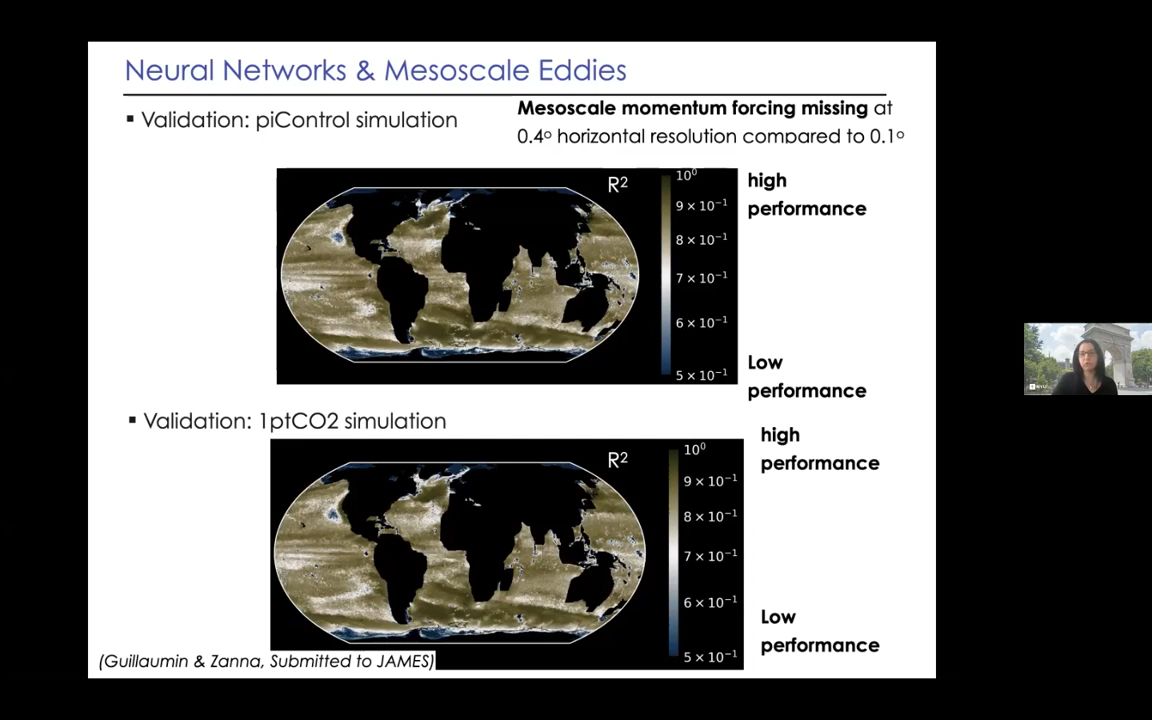 Neural Networks & Mesoscale Eddies
▪ Validation: piControl simulation
Mesoscale momentum forcing missing at
0.4° horizontal resolution compared to 0.1°
R²
10⁰
9 × 10⁻¹
8 × 10⁻¹
7 × 10⁻¹
6 × 10⁻¹
5 × 10⁻¹
high
performance
Low
performance
▪ Validation: 1ptCO2 simulation
R²
10⁰
9 × 10⁻¹
8 × 10⁻¹
7 × 10⁻¹
6 × 10⁻¹
5 × 10⁻¹
high
performance
Low
performance
(Guillaumin & Zanna, Submitted to JAMES)
NYU